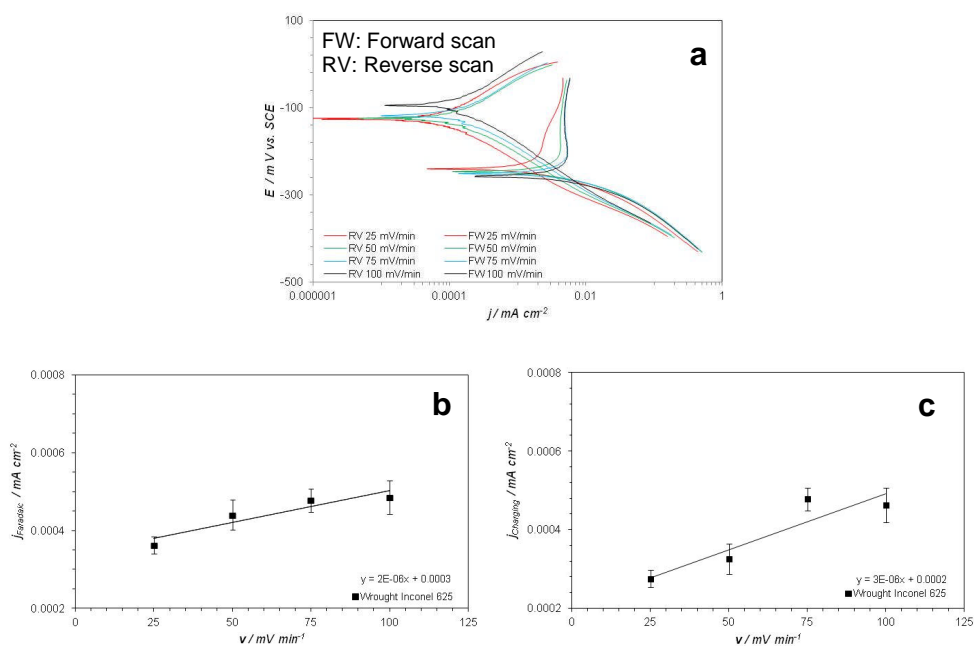 FW: Forward scan
RV: Reverse scan
a
100
-100
-300
-500
E / m V vs. SCE
RV 25 mV/min FW 25 mV/min
RV 50 mV/min FW 50 mV/min
RV 75 mV/min FW 75 mV/min
RV 100 mV/min FW 100 mV/min
0.000001 0.0001 0.01 1
j / mA cm-2
b
0.0008
0.0006
0.0004
0.0002
jFaradaic / mA cm-2
y = 2E-06x + 0.0003
Wrought Inconel 625
0 25 50 75 100 125
v / mV min-1
c
0.0008
0.0006
0.0004
0.0002
jCharging / mA cm-2
y = 3E-06x + 0.0002
Wrought Inconel 625
0 25 50 75 100 125
v / mV min-1